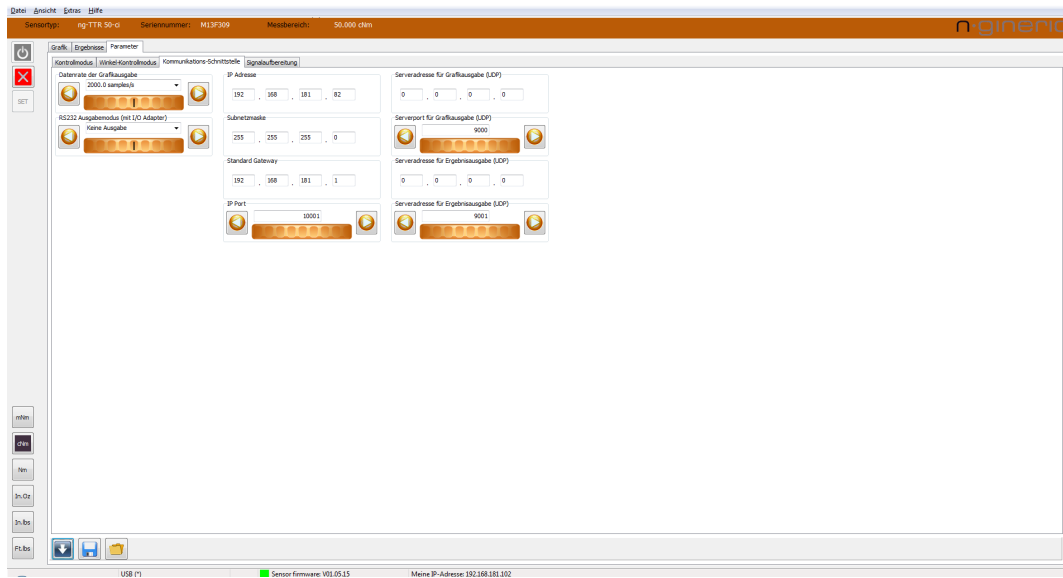 Datei Ansicht Extras Hilfe
Sensortyp: ng-TTR 50-ci Seriennummer: M13F309 Messbereich: 50.000 cNm
n-gineric
SET
Grafik Ergebnisse Parameter
Kontrollmodus Winkel-Kontrollmodus Kommunikations-Schnittstelle Signalaufbereitung
Datenrate der Grafikausgabe
2000.0 samples/s
RS232 Ausgabemodus (mit I/O Adapter)
Keine Ausgabe
IP Adresse
192 . 168 . 181 . 82
Subnetzmaske
255 . 255 . 255 . 0
Standard Gateway
192 . 168 . 181 . 1
IP Port
10001
Serveradresse für Grafikausgabe (UDP)
0 . 0 . 0 . 0
Serverport für Grafikausgabe (UDP)
9000
Serveradresse für Ergebnisausgabe (UDP)
0 . 0 . 0 . 0
Serveradresse für Ergebnisausgabe (UDP)
9001
mNm
cNm
Nm
In.Oz
In.lbs
Ft.lbs
USB (*) Sensor firmware: V01.05.15 Meine IP-Adresse: 192.168.181.102